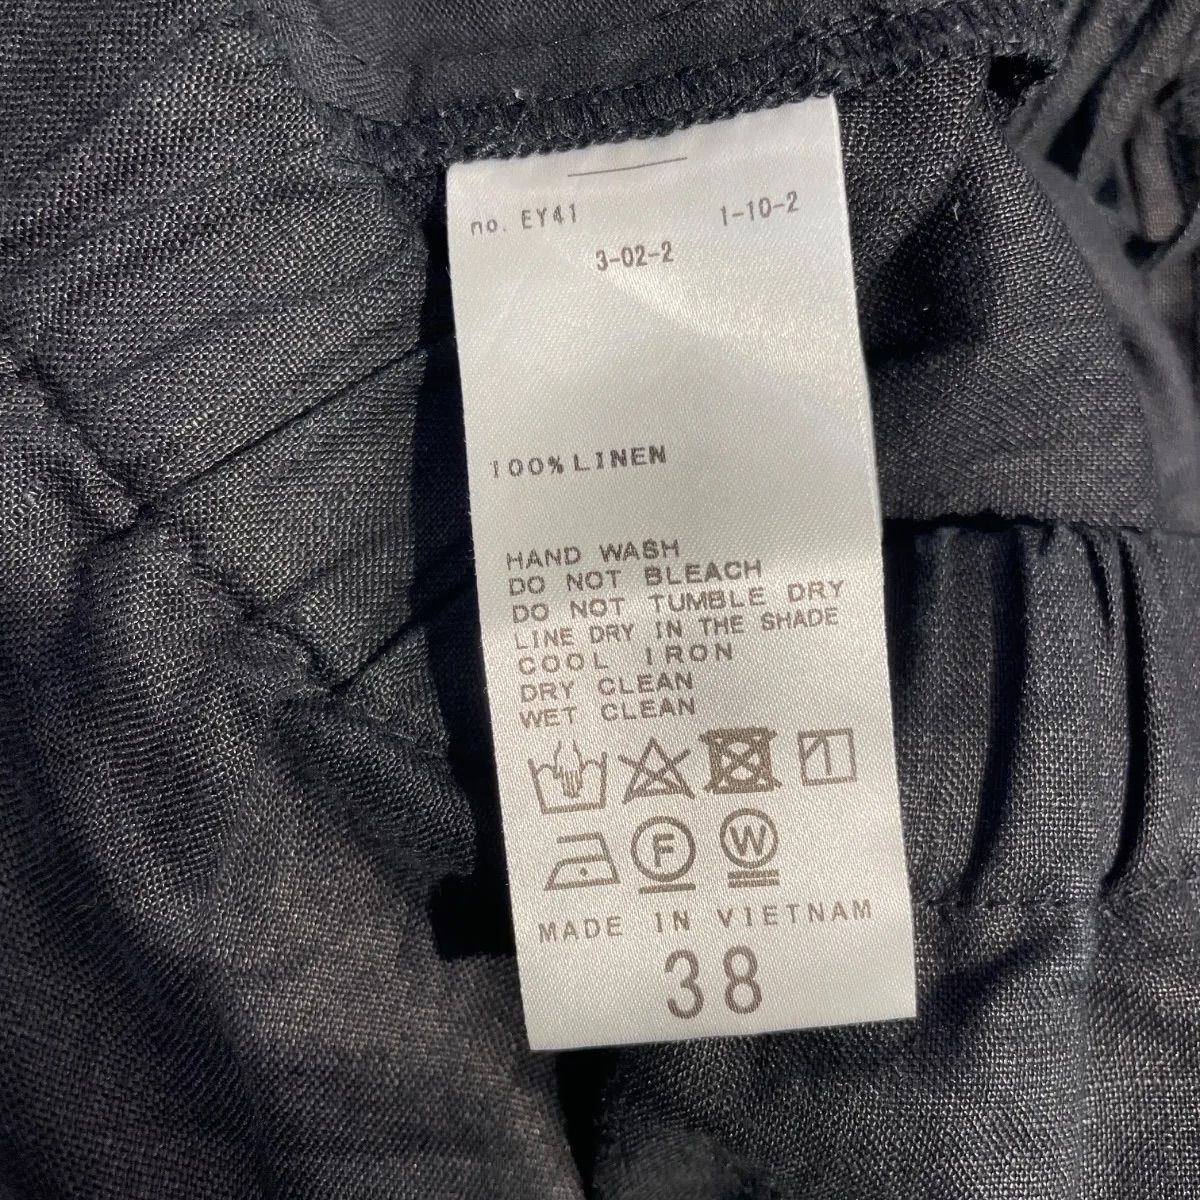 no. EY41 1-10-2
3-02-2
100% LINEN
HAND WASH
DO NOT BLEACH
DO NOT TUMBLE DRY
LINE DRY IN THE SHADE
COOL IRON
DRY CLEAN
WET CLEAN
F W
MADE IN VIETNAM
38